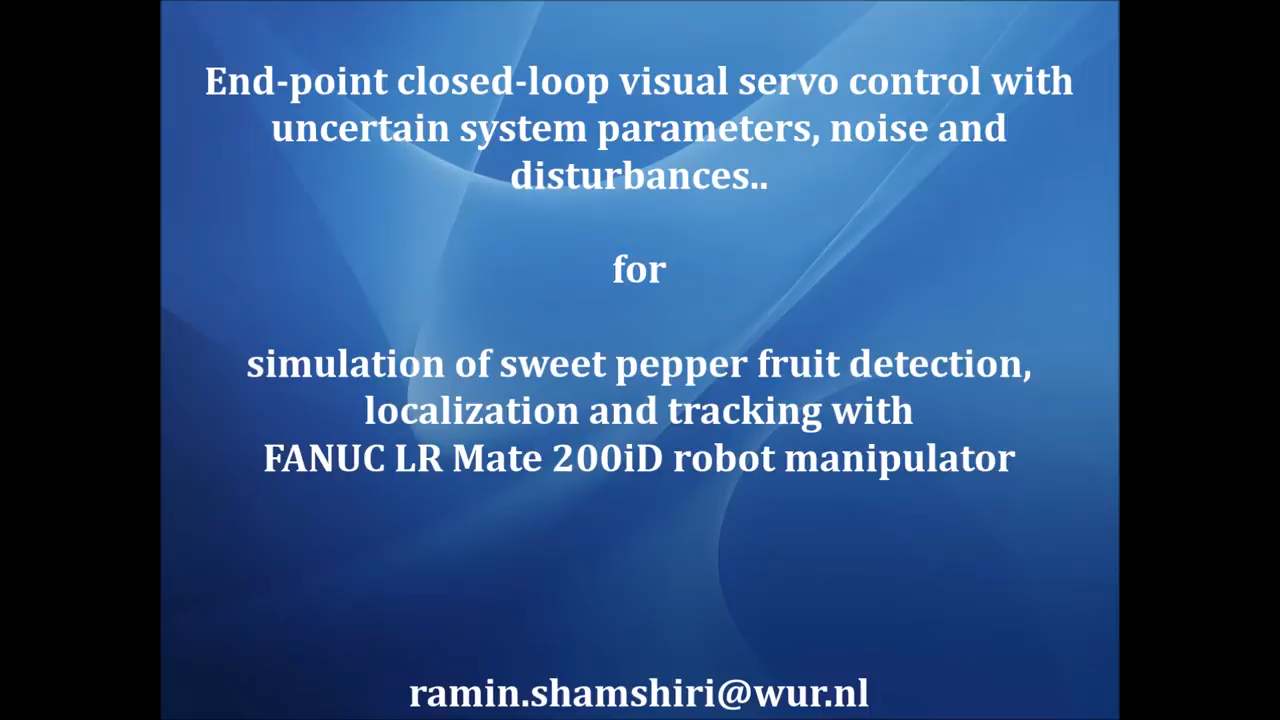 End-point closed-loop visual servo control with
uncertain system parameters, noise and
disturbances..
for
simulation of sweet pepper fruit detection,
localization and tracking with
FANUC LR Mate 200iD robot manipulator
ramin.shamshiri@wur.nl